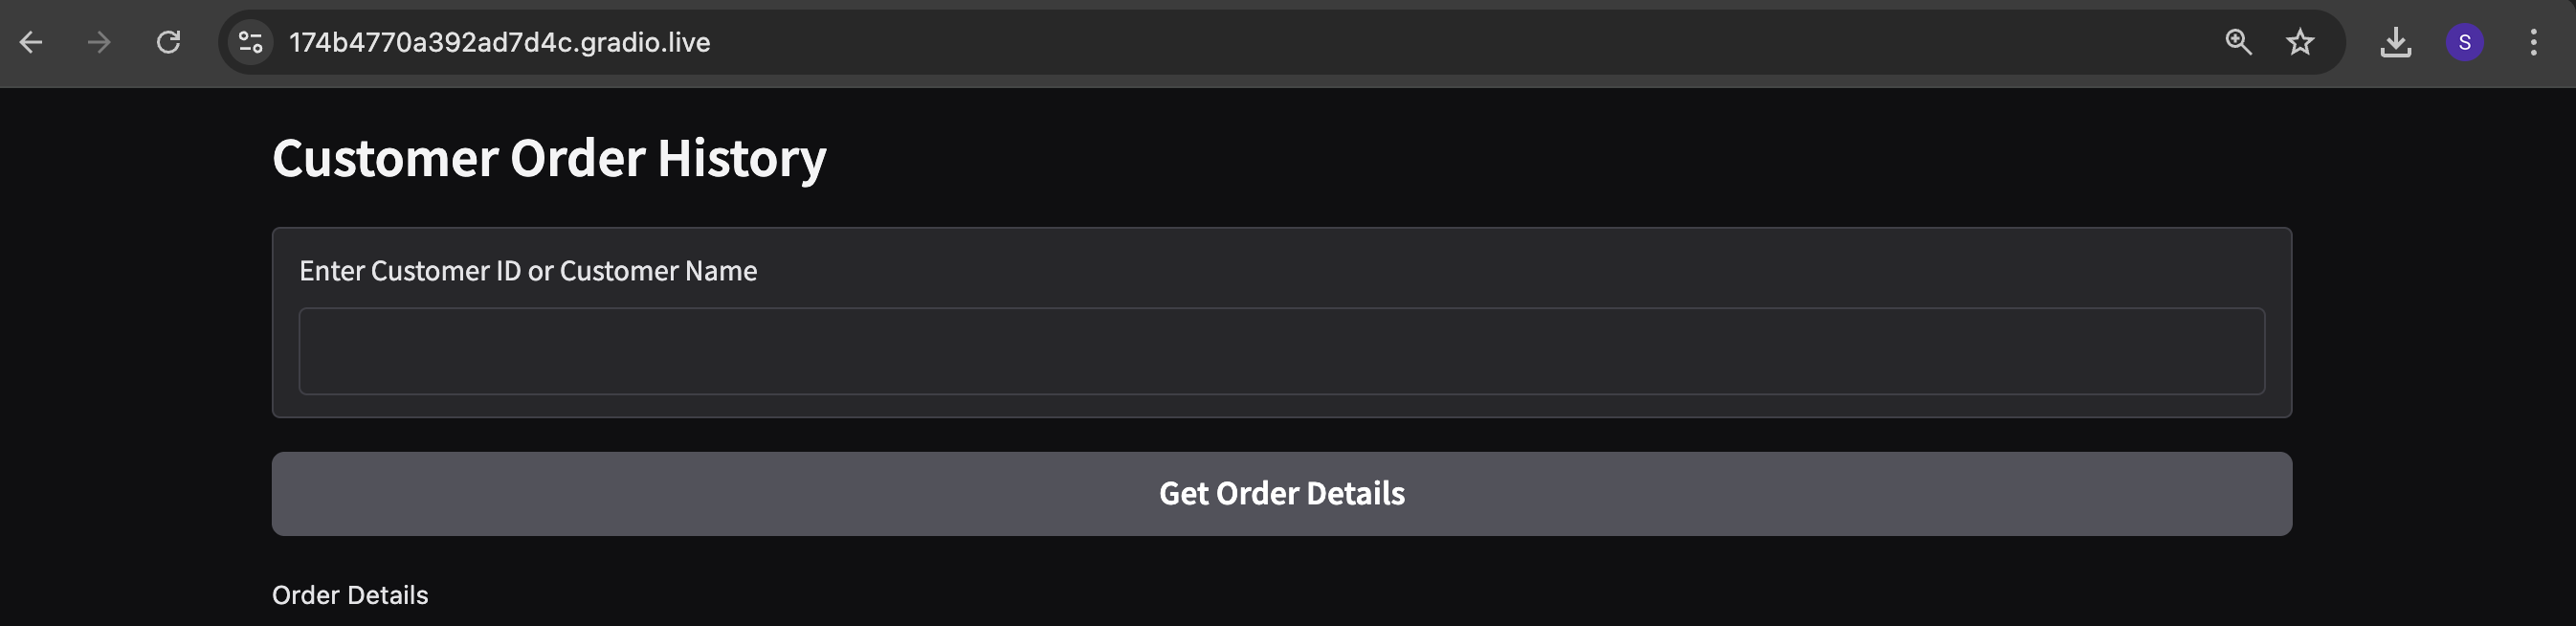 174b4770a392ad7d4c.gradio.live
S
Customer Order History
Enter Customer ID or Customer Name
Get Order Details
Order Details